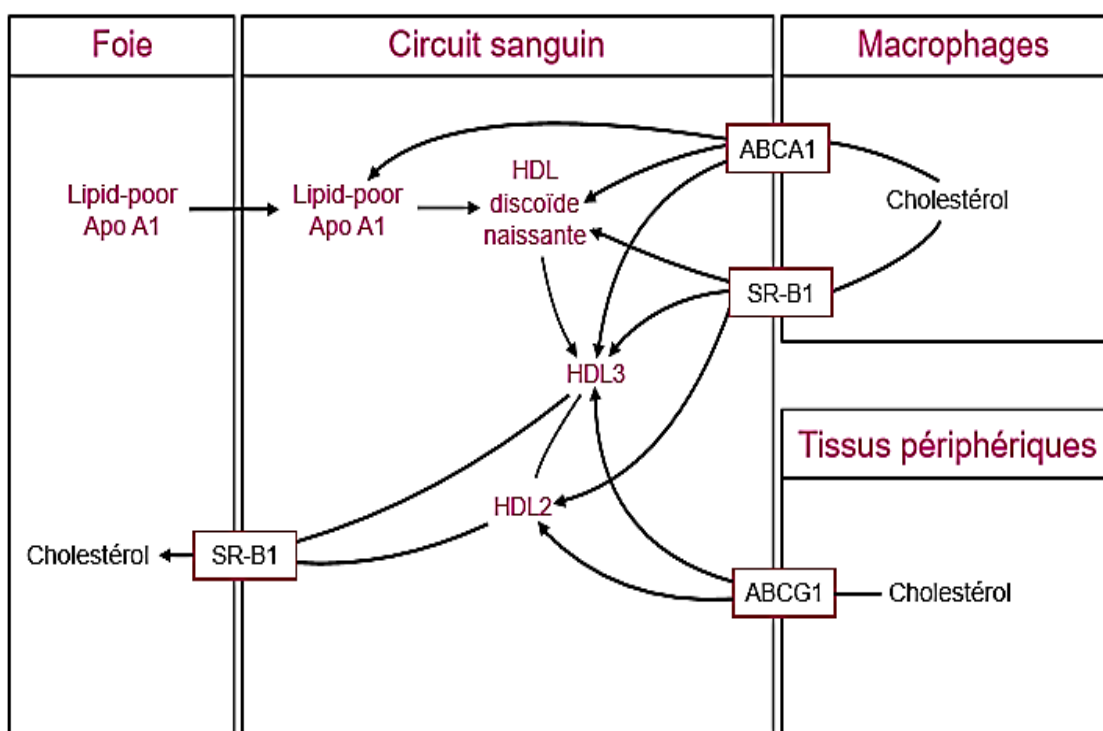 Foie
Circuit sanguin
Macrophages
ABCA1
HDL
discoïde
naissante
Lipid-poor
Apo A1
Lipid-poor
Apo A1
Cholestérol
SR-B1
HDL3
Tissus périphériques
HDL2
Cholestérol
SR-B1
ABCG1
Cholestérol